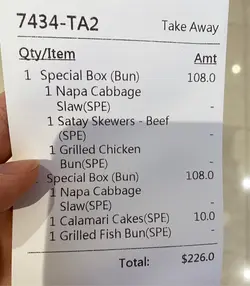 7434-TA2 Take Away
Qty/Item Amt
1 Special Box (Bun) 108.0
1 Napa Cabbage -
Slaw(SPE)
1 Satay Skewers - Beef -
(SPE)
1 Grilled Chicken -
Bun(SPE)
Special Box (Bun) 108.0
1 Napa Cabbage -
Slaw(SPE)
1 Calamari Cakes(SPE) 10.0
1 Grilled Fish Bun(SPE) -
Total: $226.0